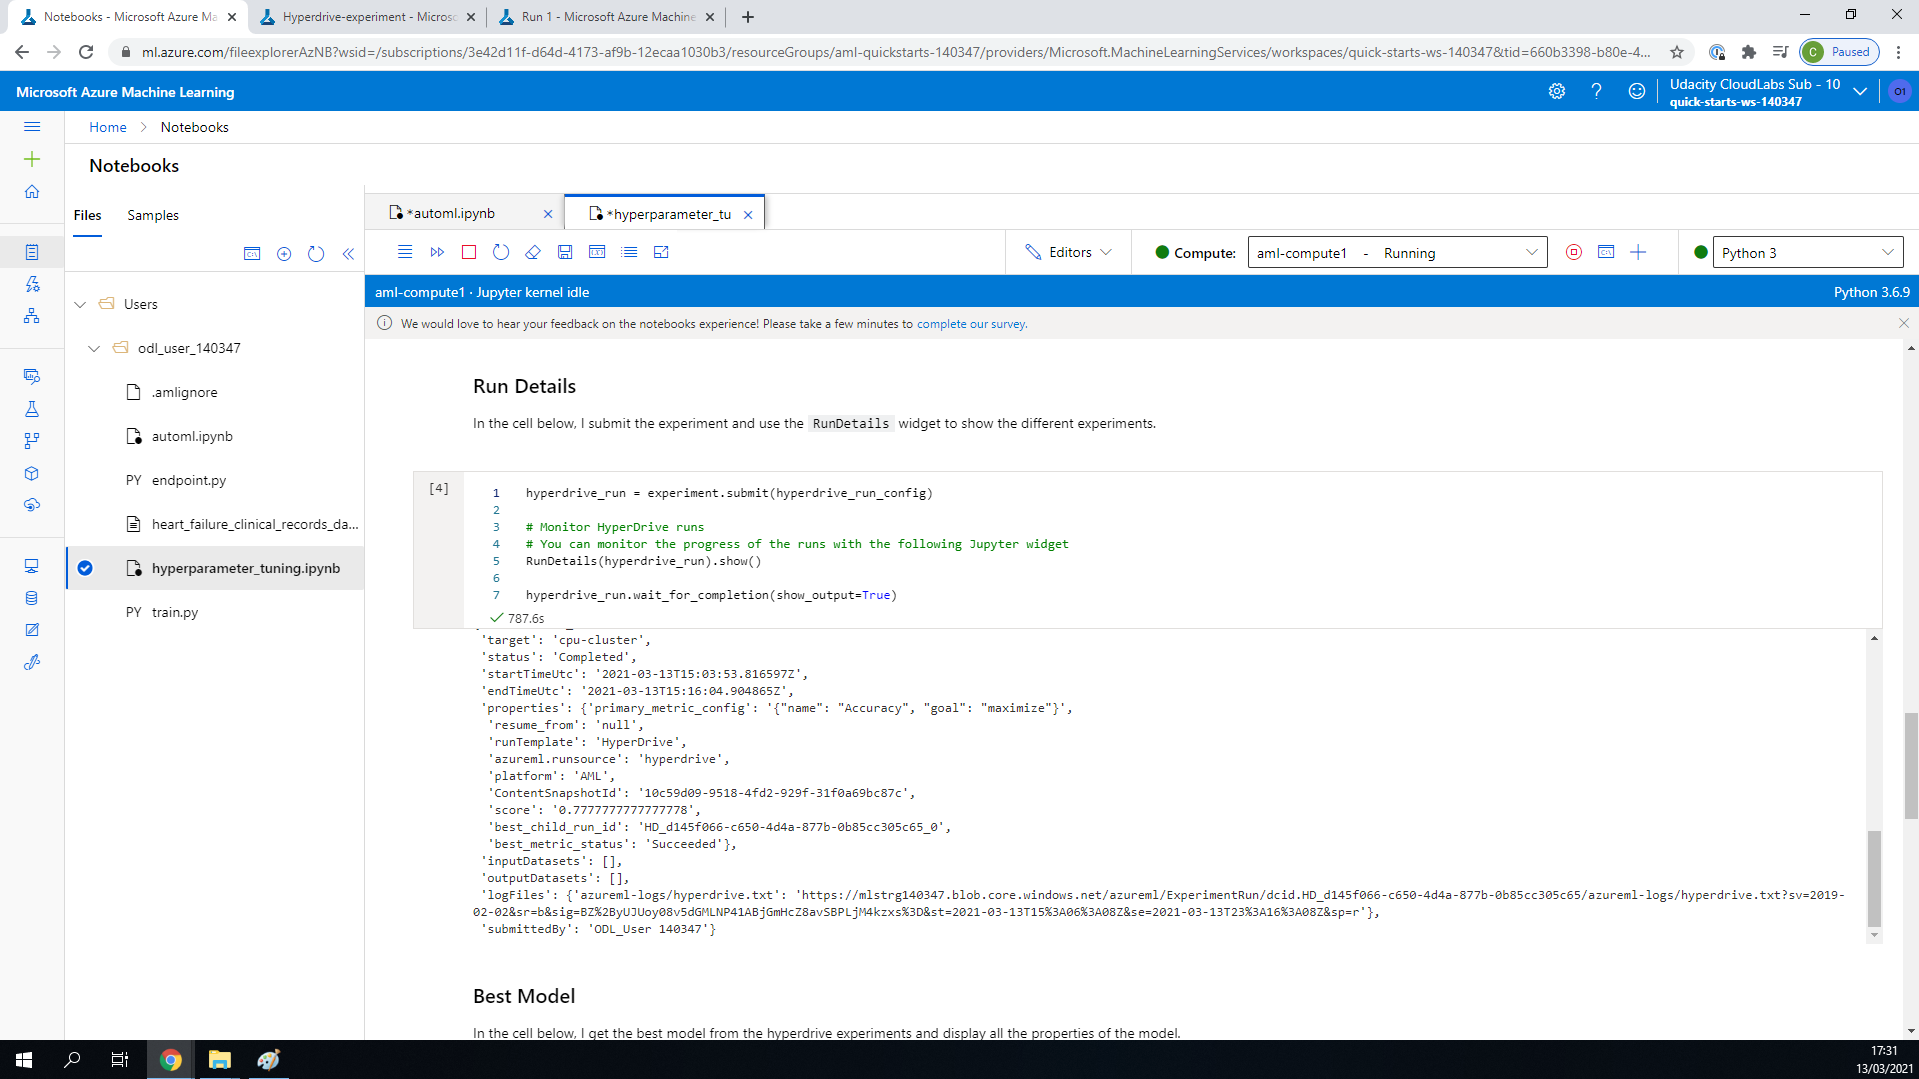 Notebooks - Microsoft Azure Ma
Hyperdrive-experiment - Microsc
Run 1 - Microsoft Azure Machine
ml.azure.com/fileexplorerAzNB?wsid=/subscriptions/3e42d11f-d64d-4173-af9b-12ecaa1030b3/resourceGroups/aml-quickstarts-140347/providers/Microsoft.MachineLearningServices/workspaces/quick-starts-ws-140347&tid=660b3398-b80e-4...
C Paused
Microsoft Azure Machine Learning
Udacity CloudLabs Sub - 10
quick-starts-ws-140347
O1
Home > Notebooks
Notebooks
Files
Samples
*automl.ipynb
*hyperparameter_tu
Editors
Compute:
aml-compute1 - Running
Python 3
aml-compute1 · Jupyter kernel idle
Python 3.6.9
We would love to hear your feedback on the notebooks experience! Please take a few minutes to complete our survey.
Users
odl_user_140347
.amlignore
automl.ipynb
PY endpoint.py
heart_failure_clinical_records_da...
hyperparameter_tuning.ipynb
PY train.py
Run Details
In the cell below, I submit the experiment and use the RunDetails widget to show the different experiments.
[4]
1 hyperdrive_run = experiment.submit(hyperdrive_run_config)
2
3 # Monitor HyperDrive runs
4 # You can monitor the progress of the runs with the following Jupyter widget
5 RunDetails(hyperdrive_run).show()
6
7 hyperdrive_run.wait_for_completion(show_output=True)
787.6s
'target': 'cpu-cluster',
'status': 'Completed',
'startTimeUtc': '2021-03-13T15:03:53.816597Z',
'endTimeUtc': '2021-03-13T15:16:04.904865Z',
'properties': {'primary_metric_config': '{"name": "Accuracy", "goal": "maximize"}',
'resume_from': 'null',
'runTemplate': 'HyperDrive',
'azureml.runsource': 'hyperdrive',
'platform': 'AML',
'ContentSnapshotId': '10c59d09-9518-4fd2-929f-31f0a69bc87c',
'score': '0.7777777777777778',
'best_child_run_id': 'HD_d145f066-c650-4d4a-877b-0b85cc305c65_0',
'best_metric_status': 'Succeeded'},
'inputDatasets': [],
'outputDatasets': [],
'logFiles': {'azureml-logs/hyperdrive.txt': 'https://mlstrg140347.blob.core.windows.net/azureml/ExperimentRun/dcid.HD_d145f066-c650-4d4a-877b-0b85cc305c65/azureml-logs/hyperdrive.txt?sv=2019-
02-02&sr=b&sig=BZ%2ByUJUoy08v5dGMLNP41ABjGmHcZ8avSBPLjM4kzxs%3D&st=2021-03-13T15%3A06%3A08Z&se=2021-03-13T23%3A16%3A08Z&sp=r'},
'submittedBy': 'ODL_User 140347'}
Best Model
In the cell below, I get the best model from the hyperdrive experiments and display all the properties of the model.
17:31
13/03/2021